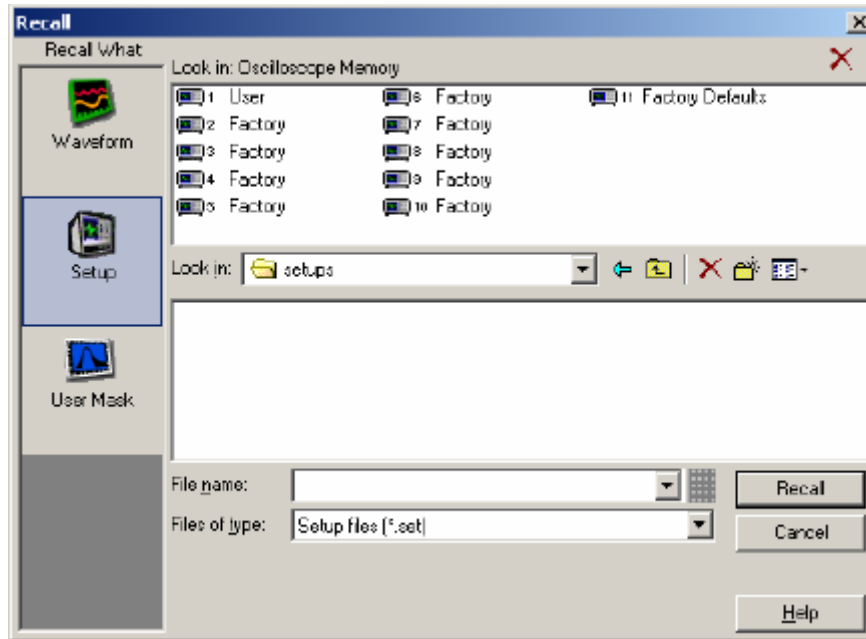 Recall
Recall What
Waveform
Setup
User Mask
Look in: Oscilloscope Memory
1 User
2 Factory
3 Factory
4 Factory
5 Factory
6 Factory
7 Factory
8 Factory
9 Factory
10 Factory
11 Factory Defaults
Look in: setups
File name:
Files of type: Setup files (*.set)
Recall
Cancel
Help